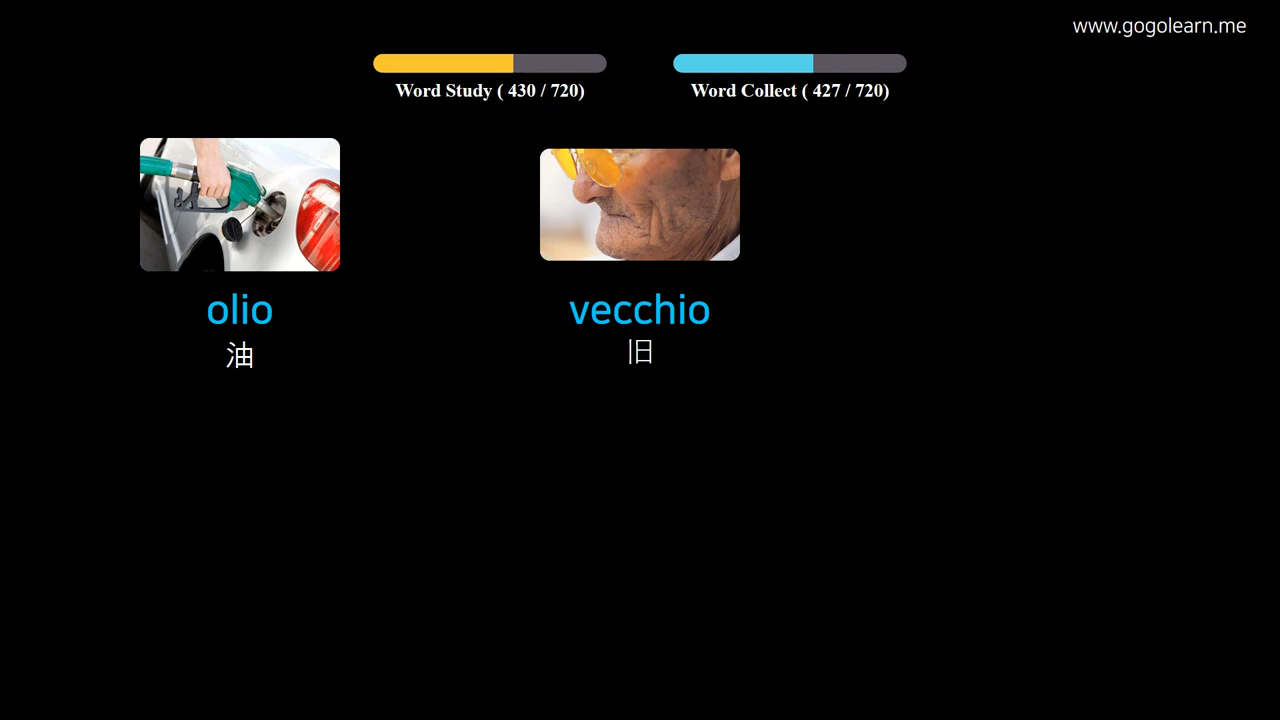 www.gogolearn.me
Word Study ( 430 / 720)
Word Collect ( 427 / 720)
olio
油
vecchio
旧